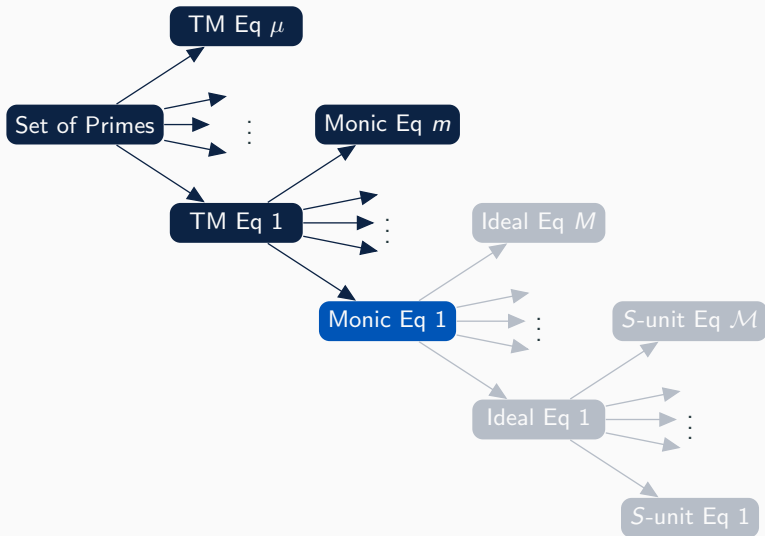 TM Eq μ
Set of Primes
⋮
Monic Eq m
TM Eq 1
⋮
Ideal Eq M
Monic Eq 1
⋮
S-unit Eq ℳ
Ideal Eq 1
⋮
S-unit Eq 1